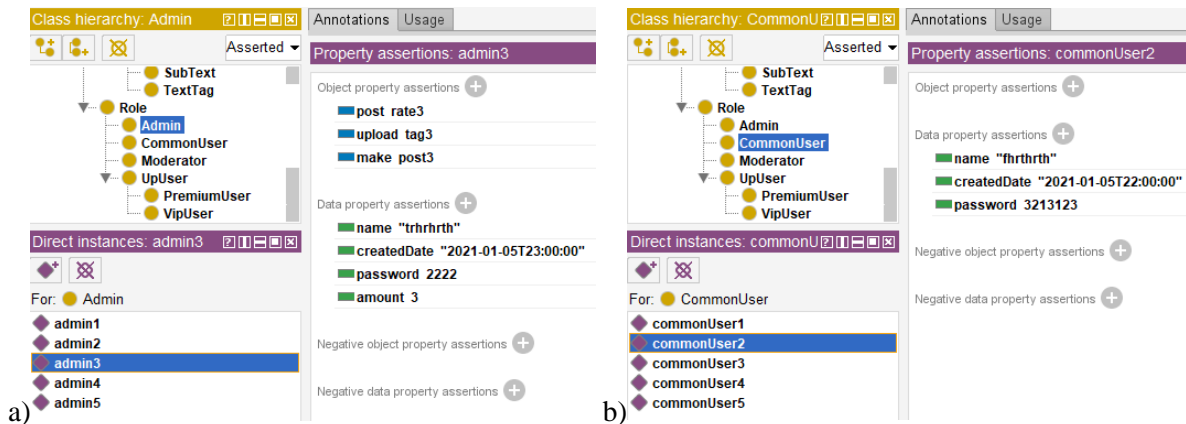 Class hierarchy: Admin
Asserted
SubText
TextTag
Role
Admin
CommonUser
Moderator
UpUser
PremiumUser
VipUser
Direct instances: admin3
For: Admin
admin1
admin2
admin3
admin4
admin5
a)
Annotations Usage
Property assertions: admin3
Object property assertions
post rate3
upload tag3
make post3
Data property assertions
name "trhrhrth"
createdDate "2021-01-05T23:00:00"
password 2222
amount 3
Negative object property assertions
Negative data property assertions
Class hierarchy: CommonU
Asserted
SubText
TextTag
Role
Admin
CommonUser
Moderator
UpUser
PremiumUser
VipUser
Direct instances: commonU
For: CommonUser
commonUser1
commonUser2
commonUser3
commonUser4
commonUser5
b)
Annotations Usage
Property assertions: commonUser2
Object property assertions
Data property assertions
name "fhrthrth"
createdDate "2021-01-05T22:00:00"
password 3213123
Negative object property assertions
Negative data property assertions